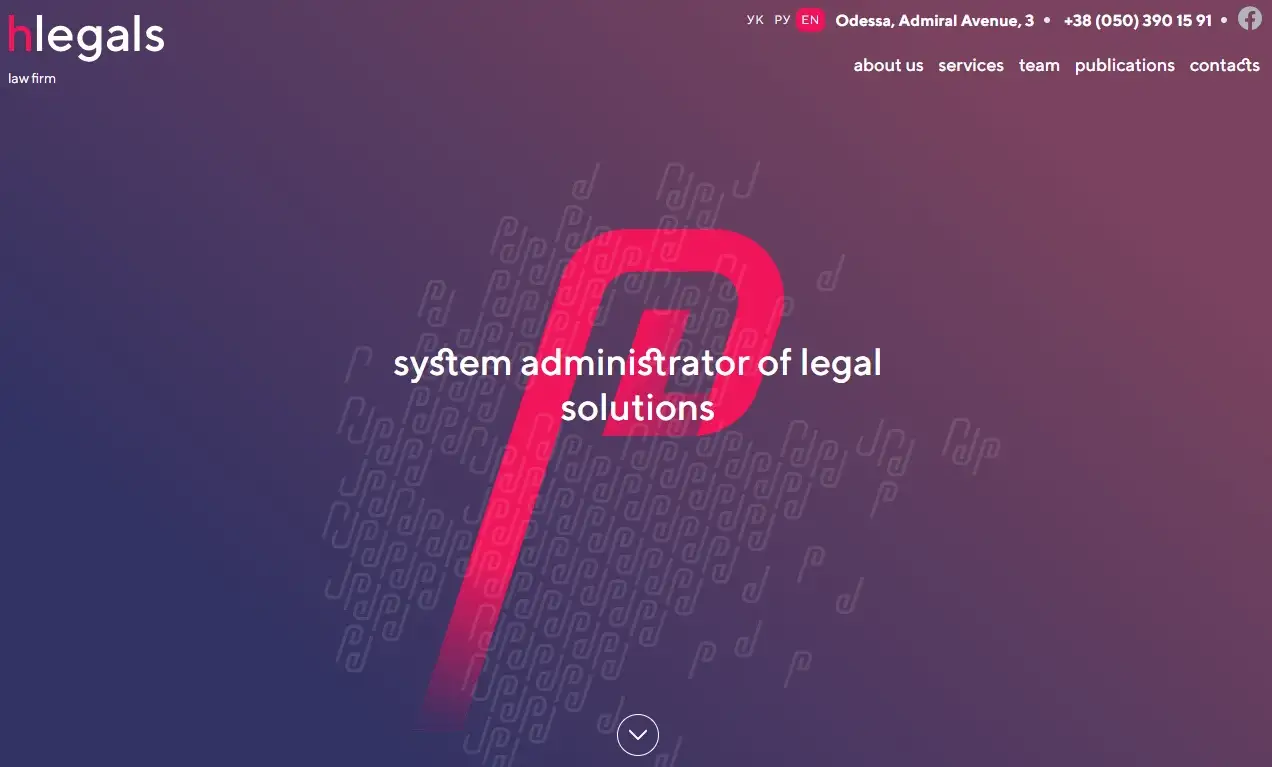 hlegals
law firm
УК РУ EN Odessa, Admiral Avenue, 3 • +38 (050) 390 15 91 •
about us services team publications contacts
system administrator of legal
solutions